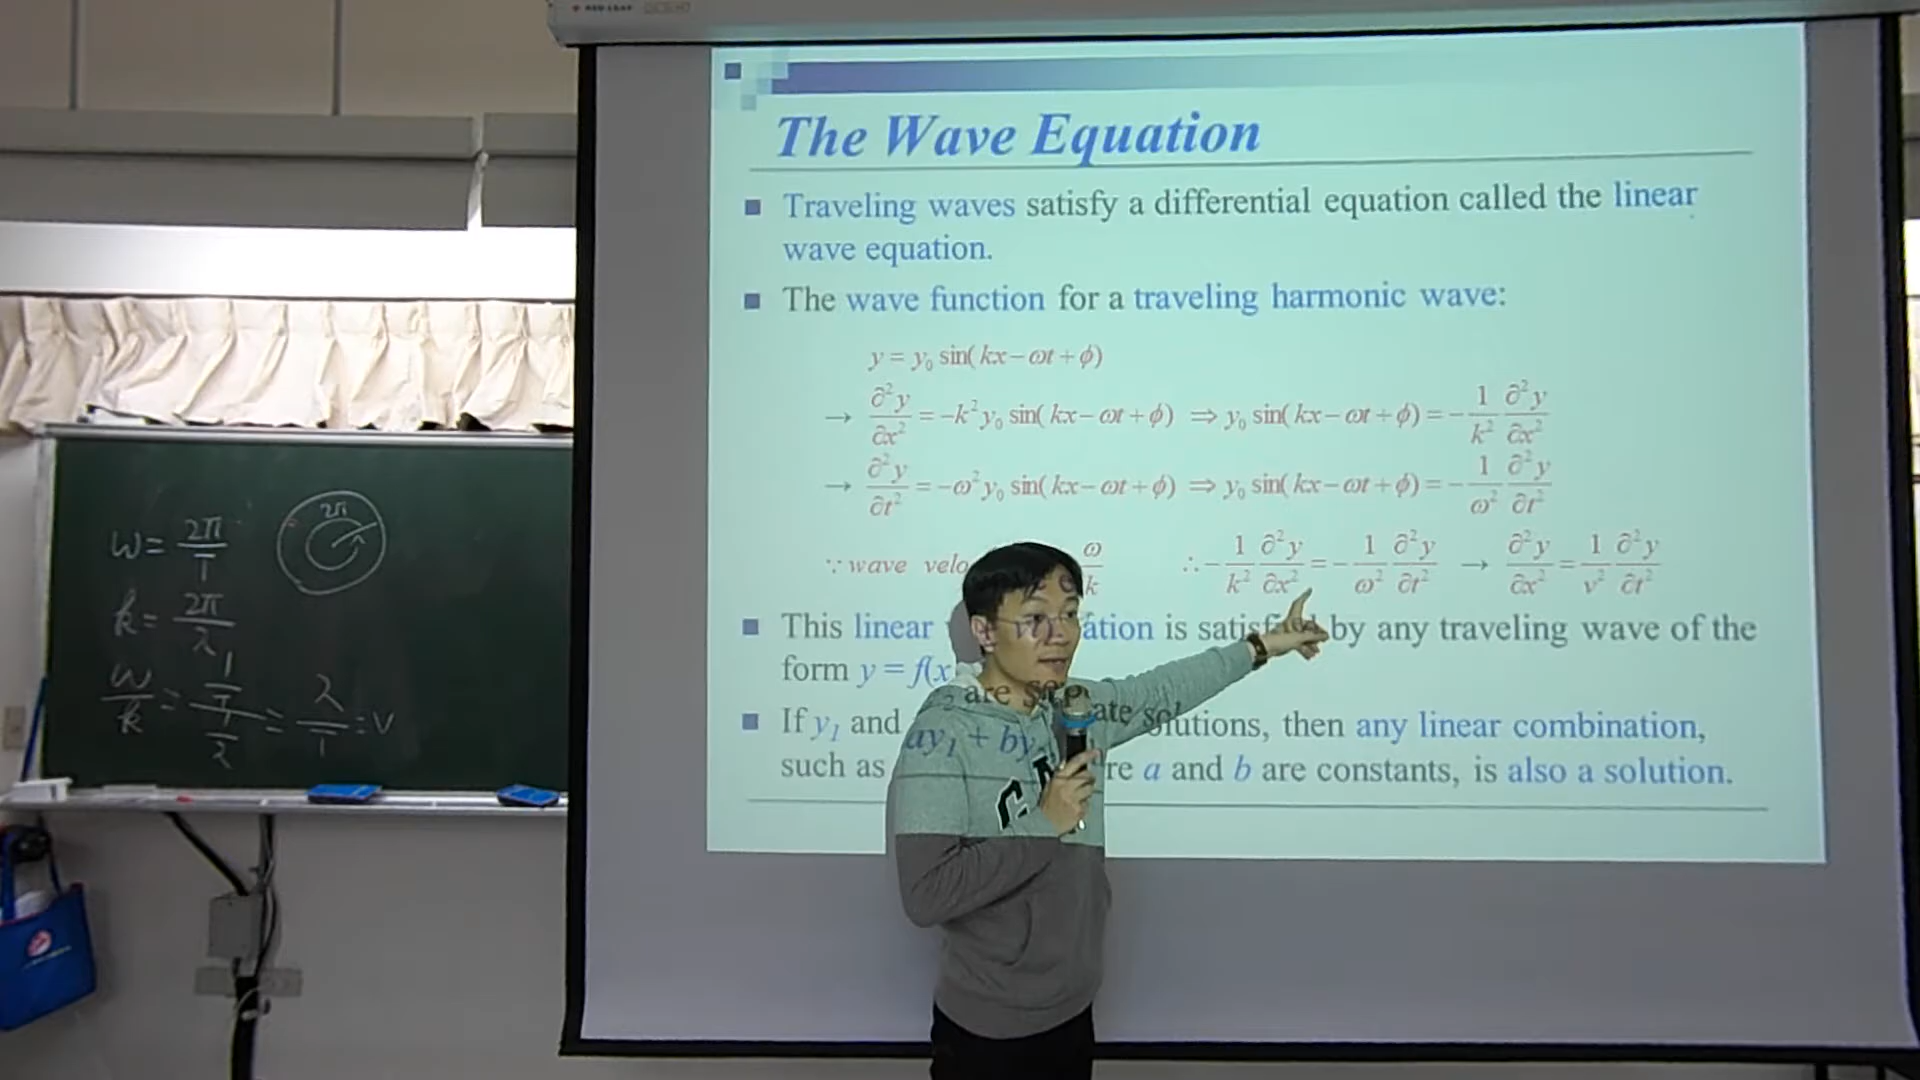 The Wave Equation
Traveling waves satisfy a differential equation called the linear
wave equation.
The wave function for a traveling harmonic wave:
y = y₀ sin(kx − ωt + ϕ)
→ ∂²y/∂x² = −k²y₀ sin(kx − ωt + ϕ) ⇒ y₀ sin(kx − ωt + ϕ) = −1/k² ∂²y/∂x²
→ ∂²y/∂t² = −ω²y₀ sin(kx − ωt + ϕ) ⇒ y₀ sin(kx − ωt + ϕ) = −1/ω² ∂²y/∂t²
∵ wave velo ω/k ∴ −1/k² ∂²y/∂x² = −1/ω² ∂²y/∂t² → ∂²y/∂x² = 1/v² ∂²y/∂t²
This linear is satisfied by any traveling wave of the
form y = f(x
If y₁ and ₂ are separate solutions, then any linear combination,
such as ay₁ + by re a and b are constants, is also a solution.
ω = 2π/T
2π
k = 2π/λ
ω/k = (1/T)/(1/λ) = λ/T = v